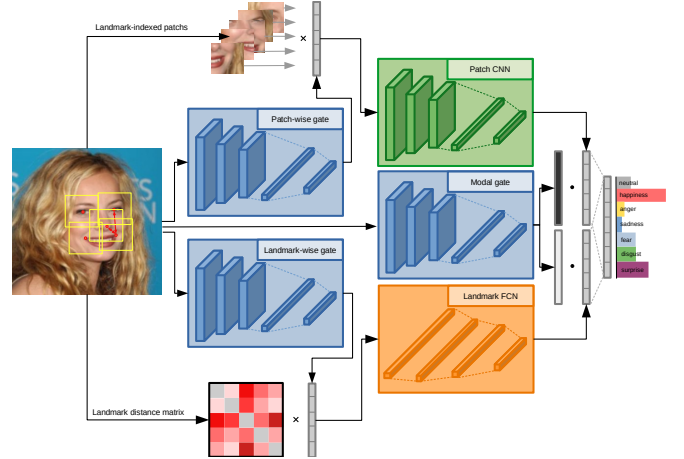 Landmark-indexed patchs
×
Patch CNN
Patch-wise gate
Modal gate
neutral
happiness
anger
sadness
fear
disgust
surprise
Landmark-wise gate
Landmark FCN
Landmark distance matrix
×